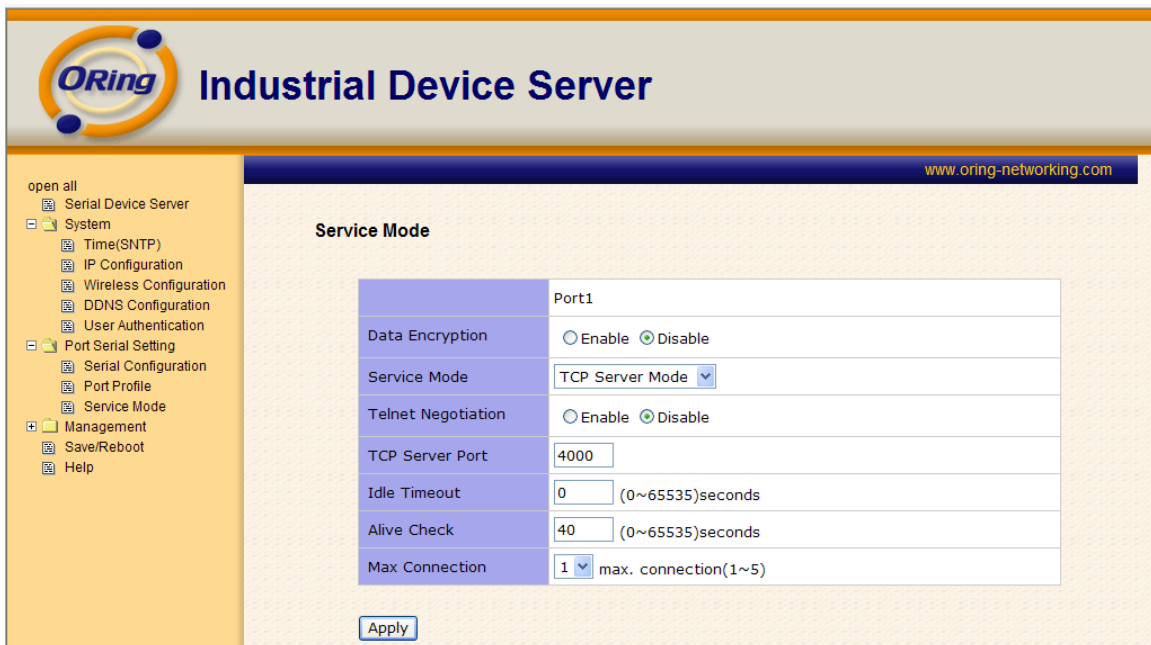 ORing
Industrial Device Server
www.oring-networking.com
open all
Serial Device Server
System
Time(SNTP)
IP Configuration
Wireless Configuration
DDNS Configuration
User Authentication
Port Serial Setting
Serial Configuration
Port Profile
Service Mode
Management
Save/Reboot
Help
Service Mode
Port1
Data Encryption Enable Disable
Service Mode TCP Server Mode
Telnet Negotiation Enable Disable
TCP Server Port 4000
Idle Timeout 0 (0~65535)seconds
Alive Check 40 (0~65535)seconds
Max Connection 1 max. connection(1~5)
Apply